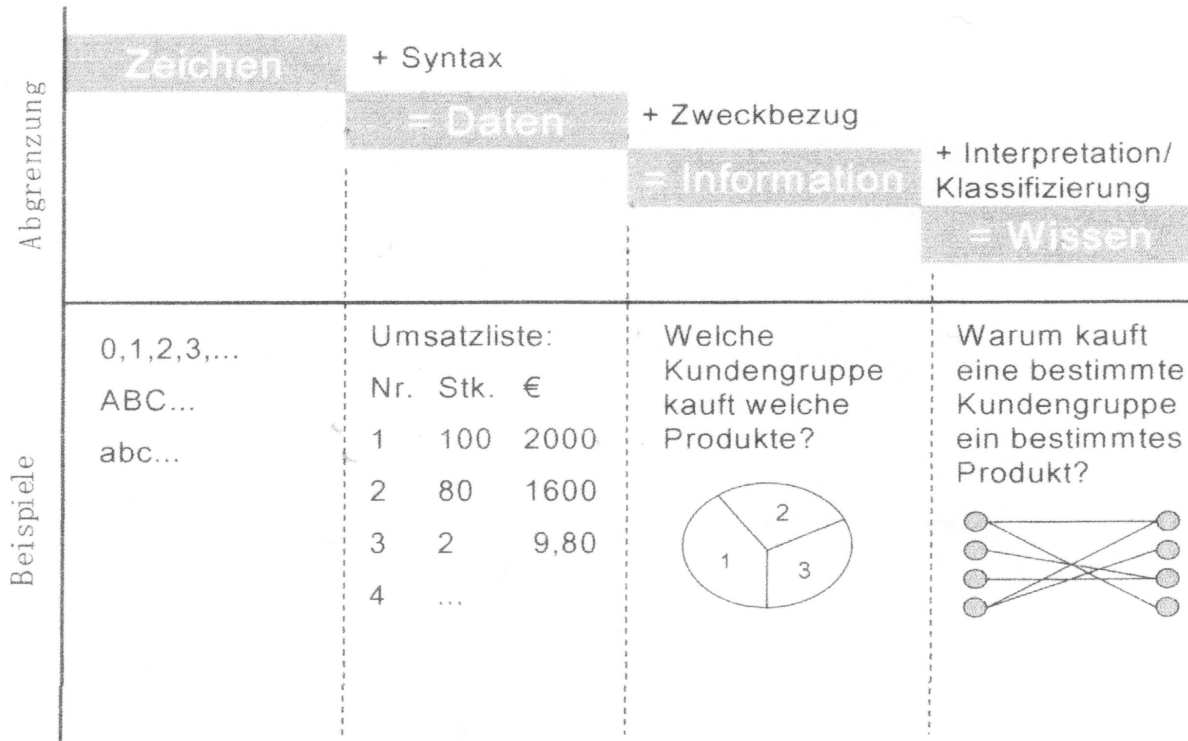 Abgrenzung
Zeichen
+ Syntax
= Daten
+ Zweckbezug
= Information
+ Interpretation/
Klassifizierung
= Wissen
Beispiele
0,1,2,3,...
ABC...
abc...
Umsatzliste:
Nr. Stk. €
1 100 2000
2 80 1600
3 2 9,80
4 ...
Welche
Kundengruppe
kauft welche
Produkte?
1
2
3
Warum kauft
eine bestimmte
Kundengruppe
ein bestimmtes
Produkt?